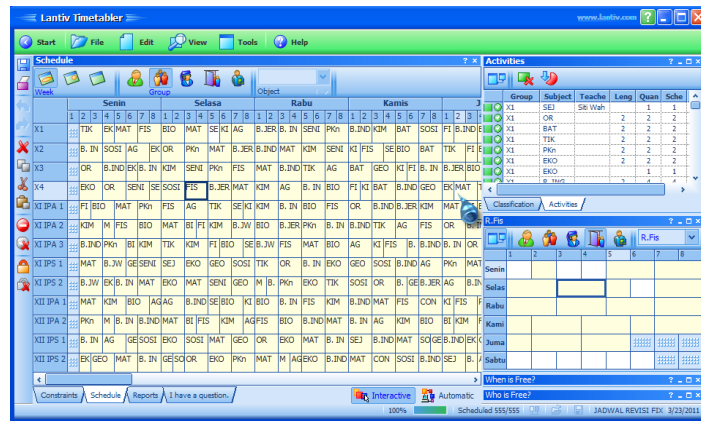 Lantiv Timetabler
www.lantiv.com
Start File Edit View Tools Help
Schedule
Week Group Object
Senin Selasa Rabu Kamis J
1 2 3 4 5 6 7 8 1 2 3 4 5 6 7 8 1 2 3 4 5 6 7 8 1 2 3 4 5 6 7 8 1 2 3
X1 TIK EK MAT FIS BIO MAT SE KI AG B.JER B. IN SENI PKn B.IND KIM BAT SOSI FI B.IND
X2 B. IN SOSI AG EK OR PKn MAT B.JER B.IND MAT KIM SENI KI FIS SE BIO BAT TIK FI
X3 OR B.IND EK B. IN KIM SENI PKn FIS MAT B.IND TIK AG BAT GEO KI FI B. IN B.JER BIO
X4 EKO OR SENI SE SOSI FIS B.JER MAT KIM AG B. IN BIO FI KI BAT B.IND GEO EK MAT
XI IPA 1 FI BIO MAT PKn FIS AG TIK SE KI KIM B. IN BIO FIS OR B.IND B.JER KIM MAT
XI IPA 2 KIM M FIS BIO MAT BI FI KIM B.JW BIO B.JER PKn B. IN B.IND TIK AG FIS OR
XI IPA 3 B.IND PKn BI KIM TIK KIM FI BIO SE B.JW FIS MAT BIO AG KI FIS B. B.IND B. IN OR
XI IPS 1 MAT B.JW GE SENI SEJ EKO GEO SOSI TIK OR B. IN EKO GEO SOSI B.IND AG PKn MAT
XI IPS 2 B.JW EK B. IN MAT EKO MAT SENI GEO M B. PKn EKO TIK SOSI OR B. GE B.JER AG B.IN
XII IPA 1 MAT KIM BIO AG AG B.IND SE BIO KI BIO B. IN FIS KIM B.IND MAT FIS CON KI FIS
XII IPA 2 PKn M B. IN B.IND MAT BI FIS KIM AG FIS BIO B.IND MAT B. IN AG KIM BIO BI KIM
XII IPS 1 B. IN AG GE SOSI EKO SOSI MAT GEO OR EKO MAT B. IN SEJ B.IND MAT SO GE B.IND EK
XII IPS 2 EK GEO MAT B. IN GE SO OR EKO PKn MAT M AG EKO B.IND MAT CON SOSI B.IND SEJ B.
Constraints Schedule Reports I have a question.
Interactive Automatic
Activities
Group Subject Teache Leng Quan Sche
X1 SEJ Siti Wah 1 1
X1 OR 2 2 2
X1 BAT 2 2 2
X1 TIK 2 2 2
X1 PKn 2 2 2
X1 EKO 2 2 2
X1 EKO 1 1
Classification Activities
R.Fis
R.Fis
1 2 3 4 5 6 7 8
Senin
Selas
Rabu
Kami
Juma
Sabtu
When is Free?
Who is Free?
100% Scheduled 555/555 JADWAL REVISI FIX 3/23/2011